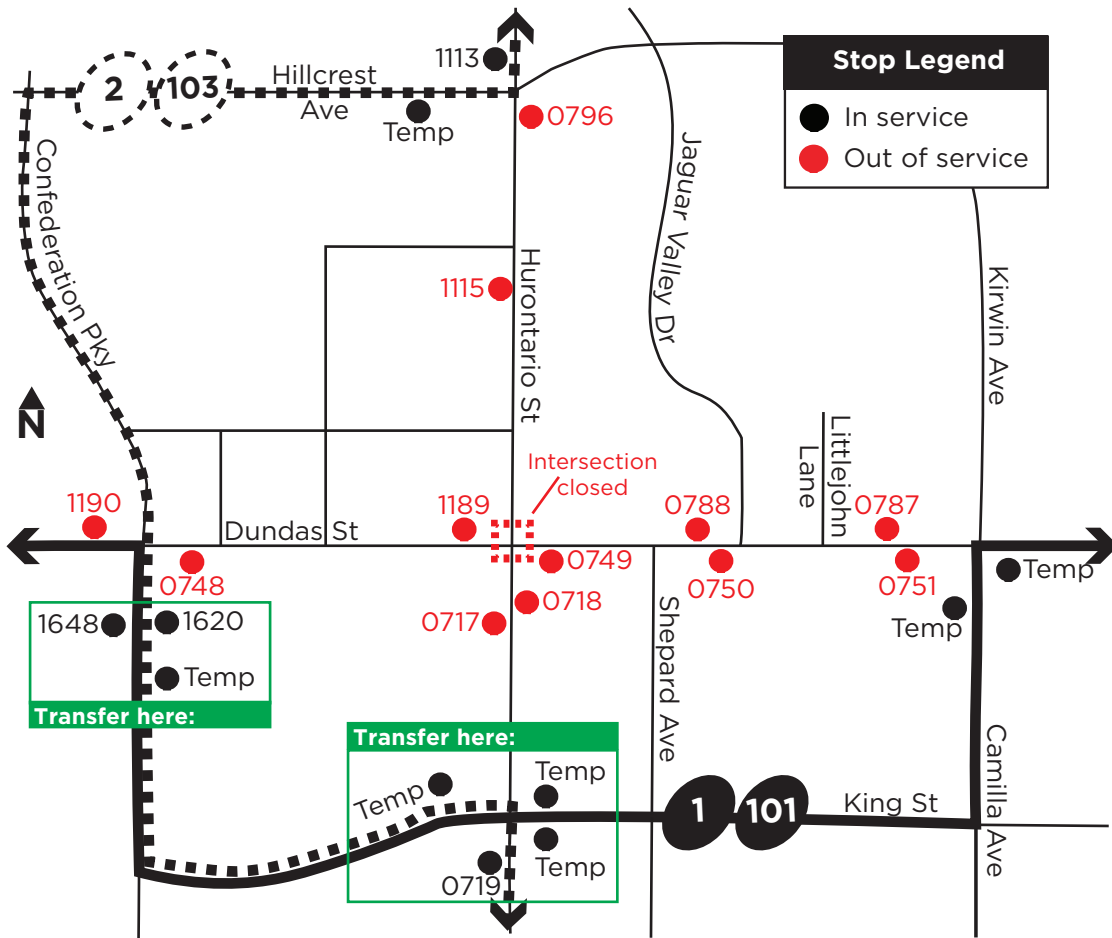 1113
2
103
Hillcrest
Ave
Temp
0796
Stop Legend
In service
Out of service
Confederation Pky
Jaguar Valley Dr
1115
Hurontario St
Kirwin Ave
N
Littlejohn
Lane
Intersection
closed
1190
1189
0788
0787
Dundas St
0748
0749
0750
0751
Temp
0718
0717
1648
1620
Temp
Temp
Shepard Ave
Transfer here:
Transfer here:
Temp
Temp
1
101
King St
Camilla Ave
Temp
0719